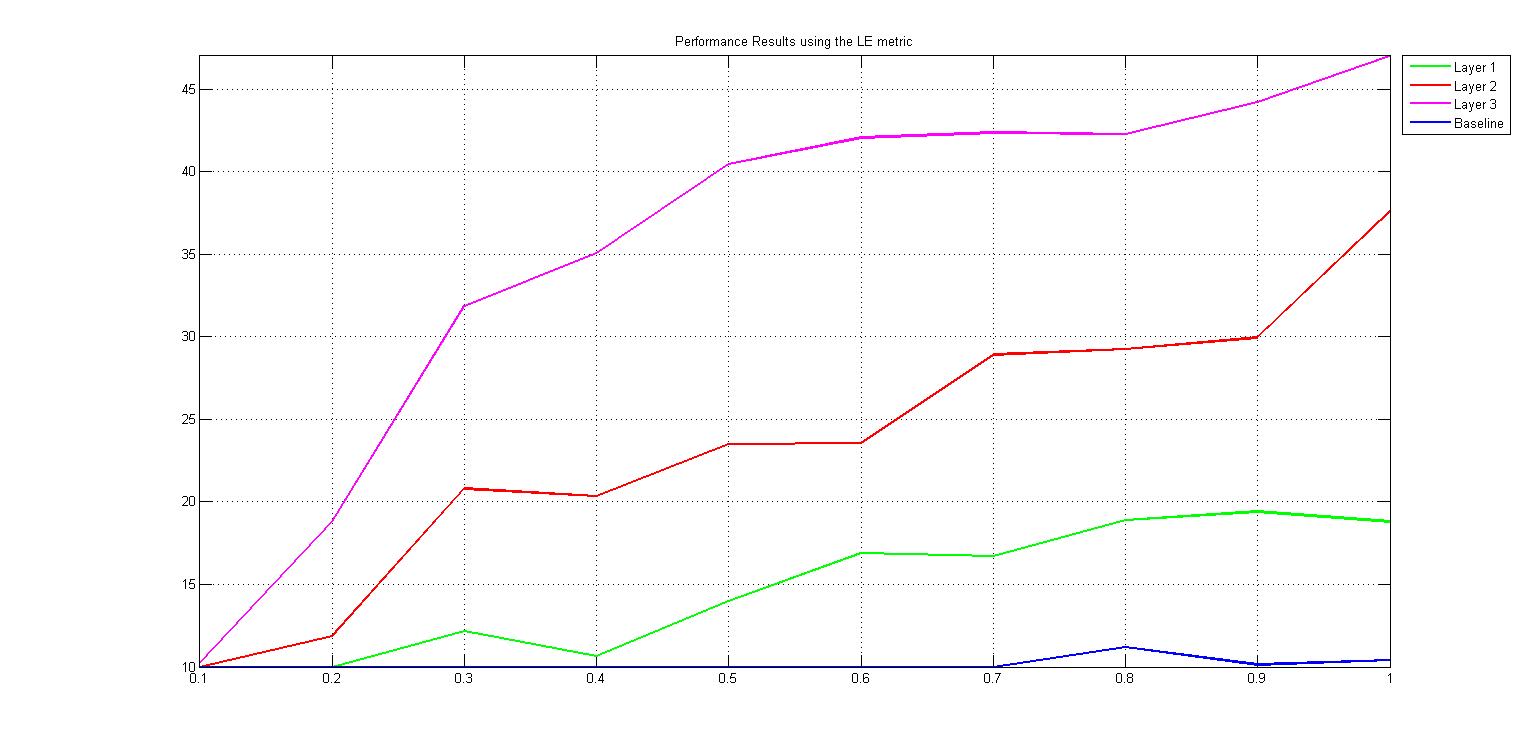 Performance Results using the LE metric
Layer 1
Layer 2
Layer 3
Baseline
45
40
35
30
25
20
15
10
0.1 0.2 0.3 0.4 0.5 0.6 0.7 0.8 0.9 1